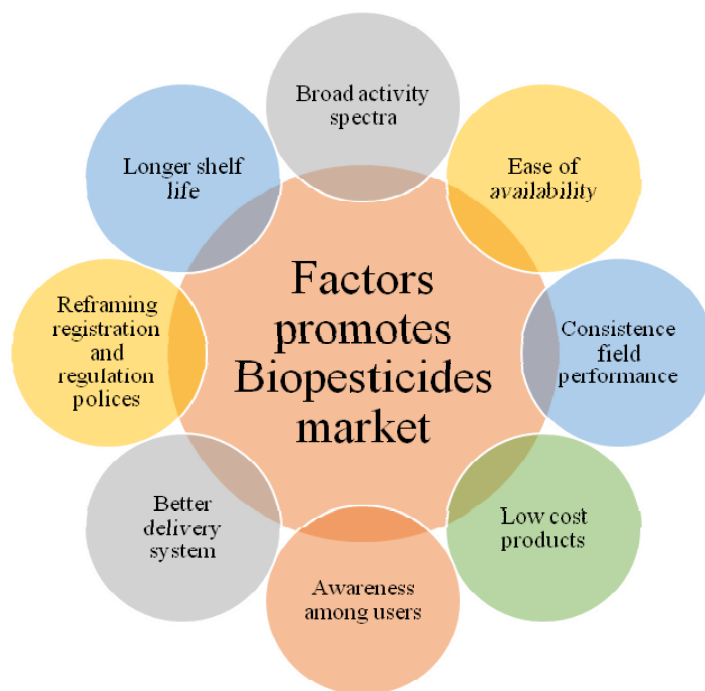 Broad activity
spectra
Ease of
availability
Consistence
field
performance
Low cost
products
Awareness
among users
Better
delivery
system
Reframing
registration
and
regulation
polices
Longer shelf
life
Factors
promotes
Biopesticides
market